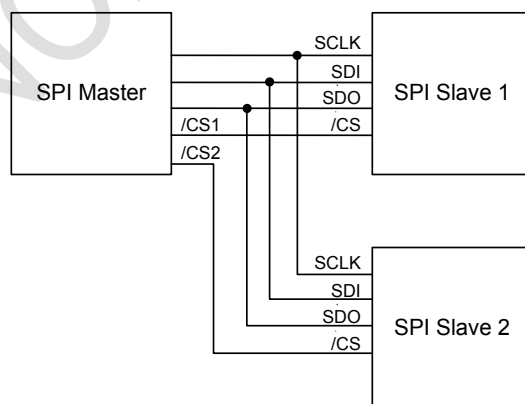 SPI Master
/CS1
/CS2
SCLK
SDI
SDO
/CS
SPI Slave 1
SCLK
SDI
SDO
/CS
SPI Slave 2